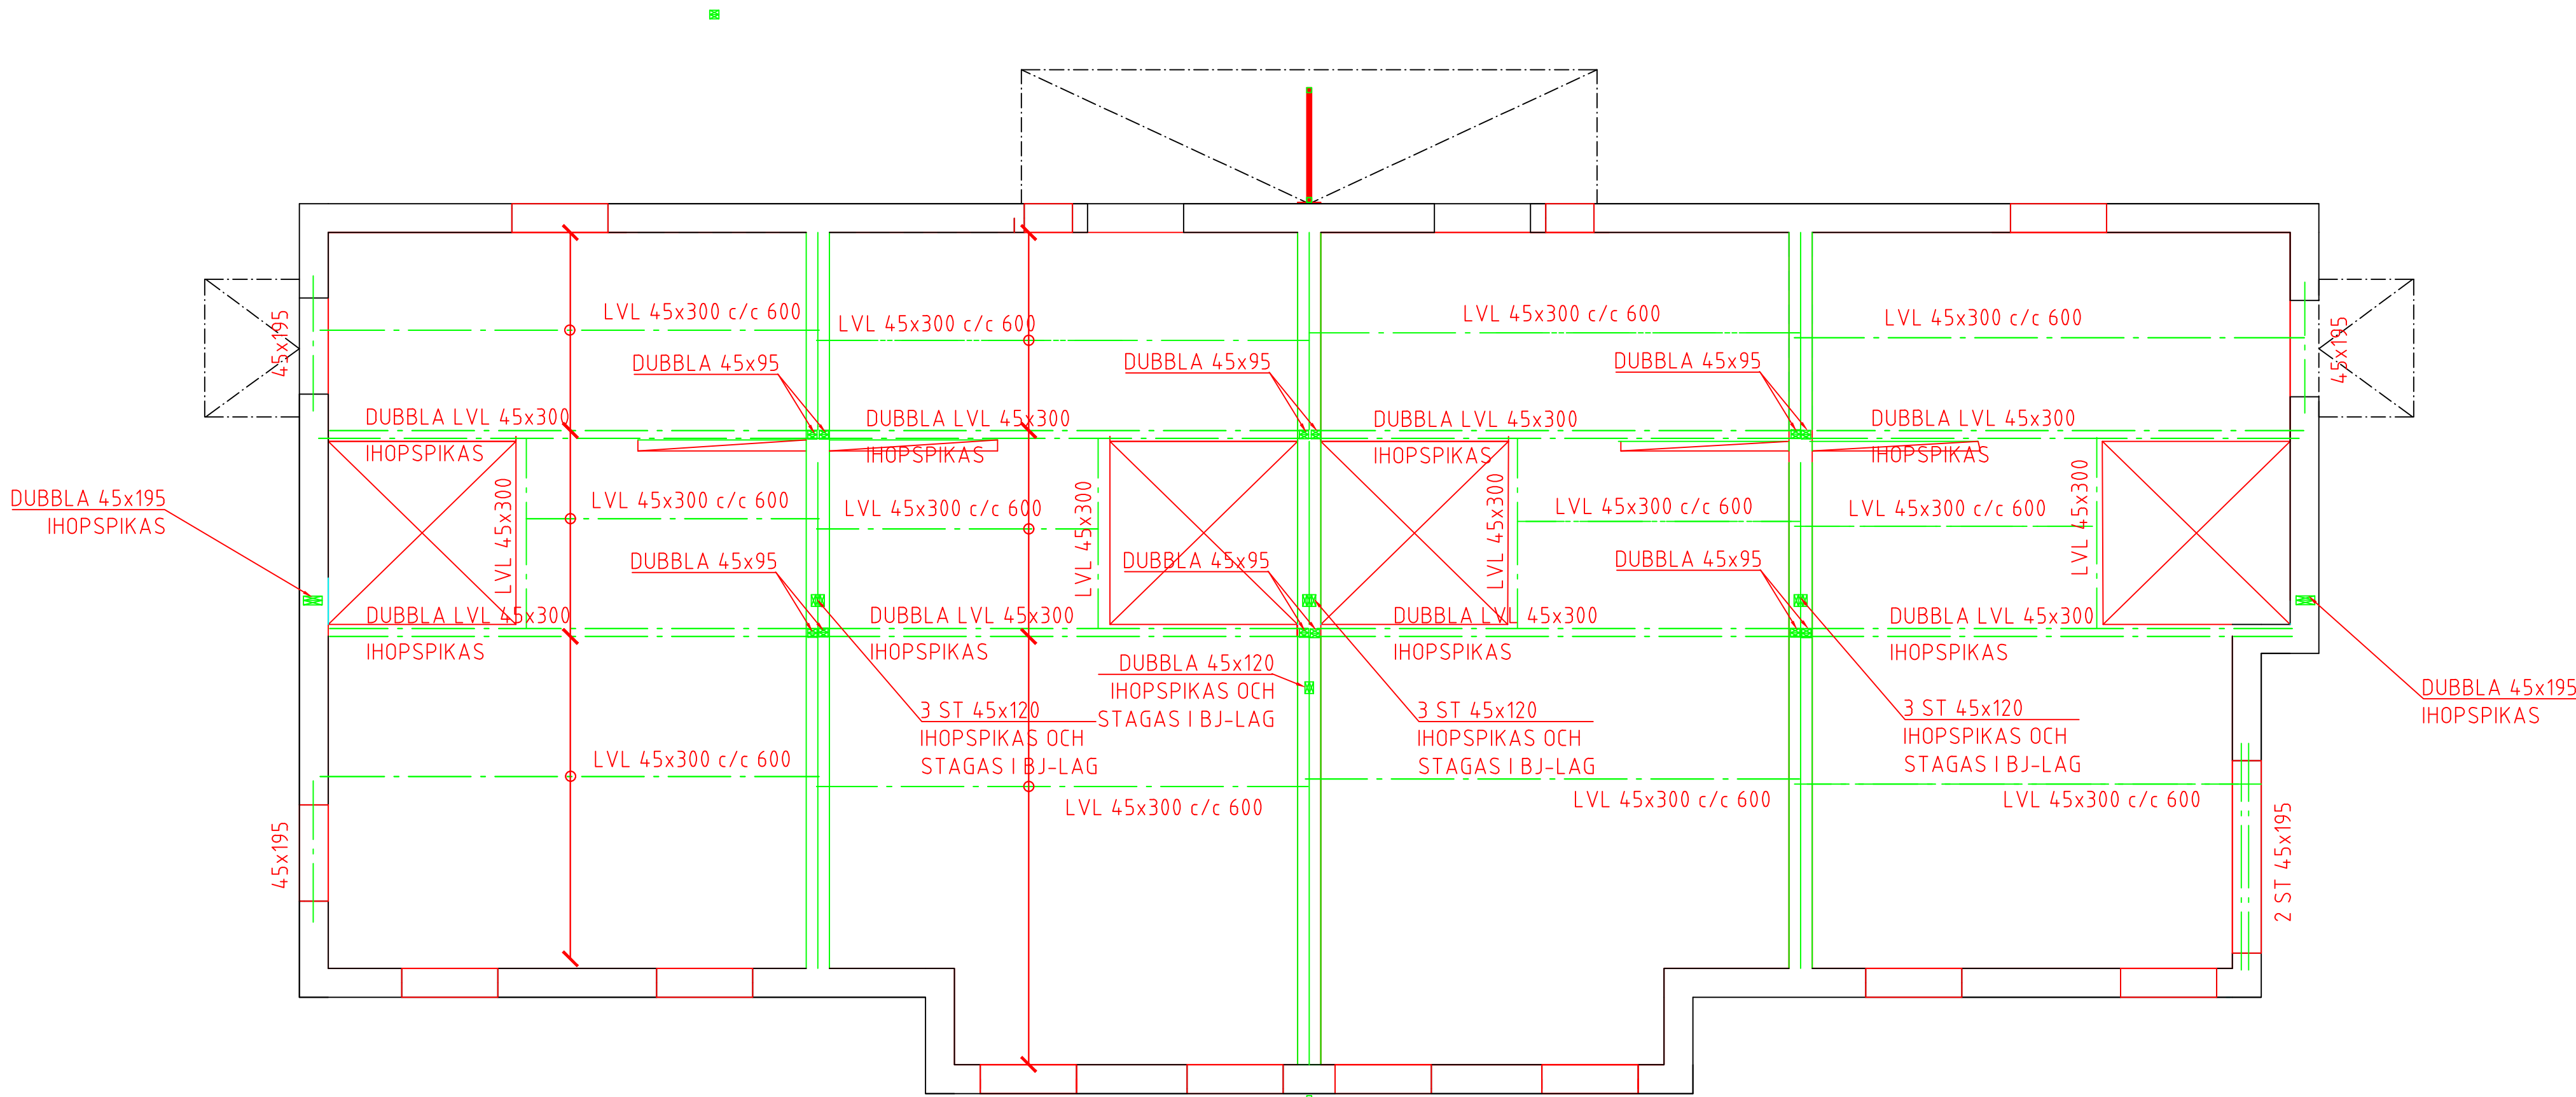 LVL 45x300 c/c 600
LVL 45x300 c/c 600
LVL 45x300 c/c 600
LVL 45x300 c/c 600
45x195
45x195
DUBBLA 45x95
DUBBLA 45x95
DUBBLA 45x95
DUBBLA LVL 45x300
IHOPSPIKAS
DUBBLA LVL 45x300
IHOPSPIKAS
DUBBLA LVL 45x300
IHOPSPIKAS
DUBBLA LVL 45x300
IHOPSPIKAS
DUBBLA 45x195
IHOPSPIKAS
LVL 45x300
LVL 45x300 c/c 600
LVL 45x300 c/c 600
LVL 45x300
LVL 45x300
LVL 45x300 c/c 600
LVL 45x300 c/c 600
LVL 45x300
DUBBLA 45x95
DUBBLA 45x95
DUBBLA 45x95
DUBBLA LVL 45x300
IHOPSPIKAS
DUBBLA LVL 45x300
IHOPSPIKAS
DUBBLA LVL 45x300
IHOPSPIKAS
DUBBLA LVL 45x300
IHOPSPIKAS
DUBBLA 45x120
IHOPSPIKAS OCH
STAGAS I BJ-LAG
3 ST 45x120
IHOPSPIKAS OCH
STAGAS I BJ-LAG
3 ST 45x120
IHOPSPIKAS OCH
STAGAS I BJ-LAG
3 ST 45x120
IHOPSPIKAS OCH
STAGAS I BJ-LAG
DUBBLA 45x195
IHOPSPIKAS
LVL 45x300 c/c 600
LVL 45x300 c/c 600
LVL 45x300 c/c 600
LVL 45x300 c/c 600
45x195
2 ST 45x195